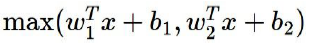 max(w_1^T x + b_1, w_2^T x + b_2)